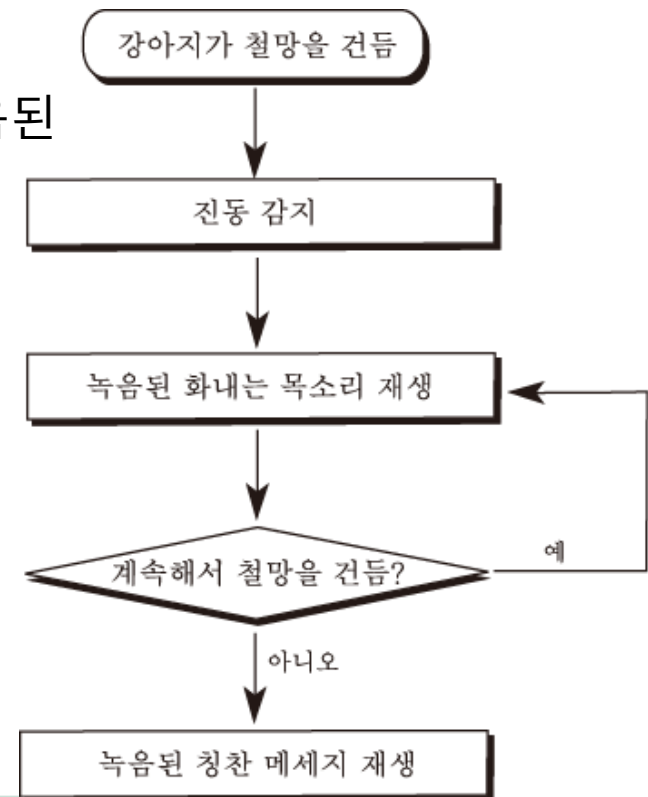 강아지가 철망을 건듬
된
진동 감지
녹음된 화내는 목소리 재생
계속해서 철망을 건듬?
예
아니오
녹음된 칭찬 메세지 재생